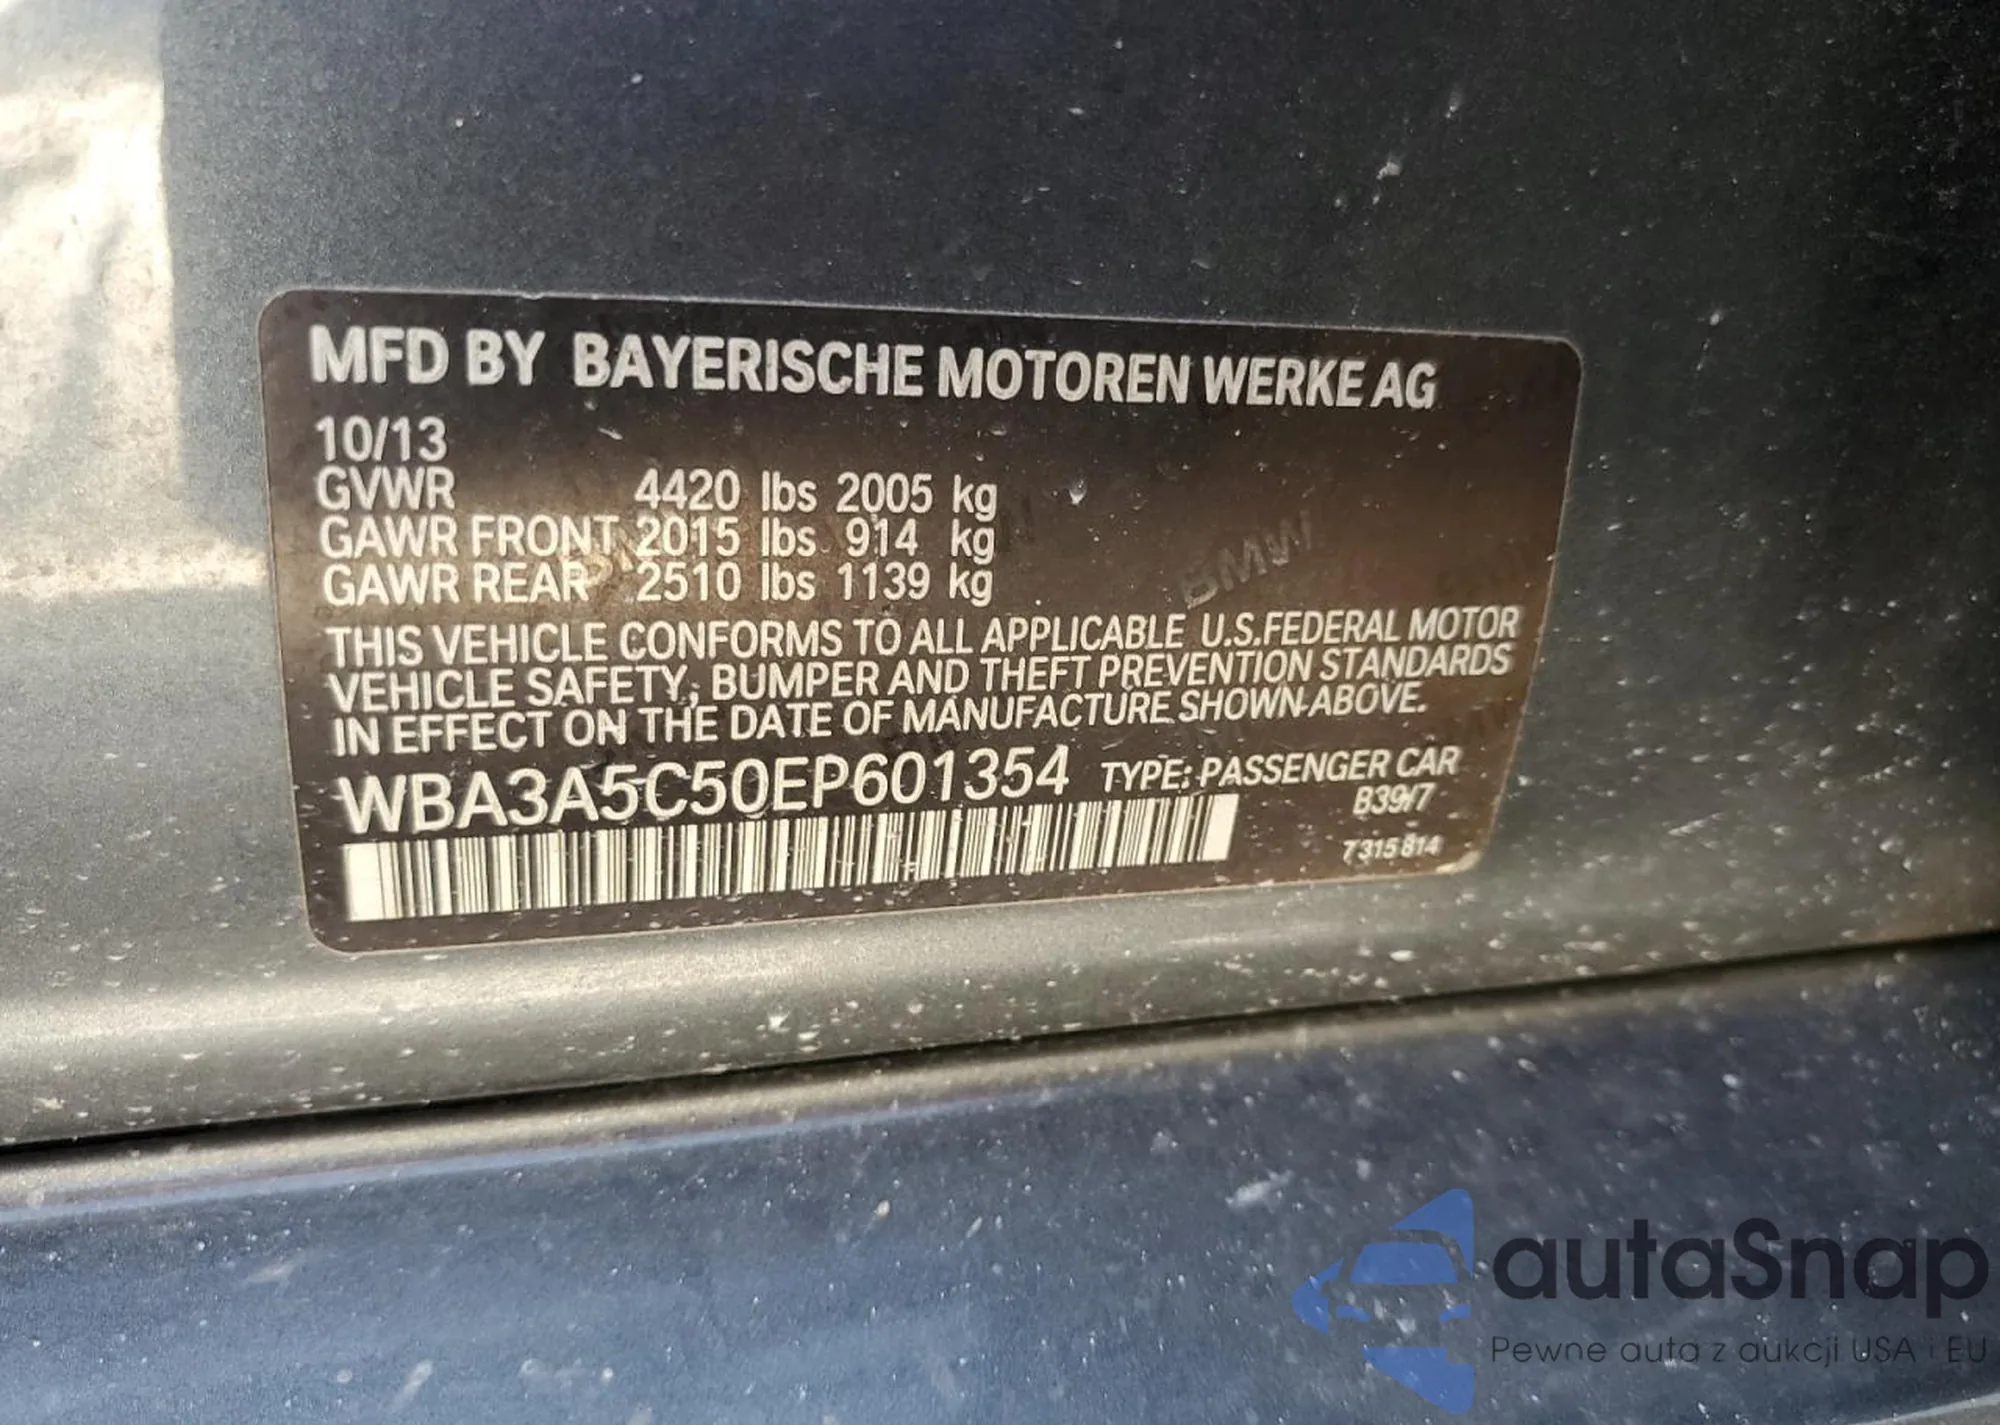 MFD BY BAYERISCHE MOTOREN WERKE AG
10/13
GVWR 4420 lbs 2005 kg
GAWR FRONT 2015 lbs 914 kg
GAWR REAR 2510 lbs 1139 kg
THIS VEHICLE CONFORMS TO ALL APPLICABLE U.S.FEDERAL MOTOR
VEHICLE SAFETY, BUMPER AND THEFT PREVENTION STANDARDS
IN EFFECT ON THE DATE OF MANUFACTURE SHOWN ABOVE.
WBA3A5C50EP601354 TYPE: PASSENGER CAR
B39/7
7315814
BMW
autaSnap
Pewne auta z aukcji USA i EU